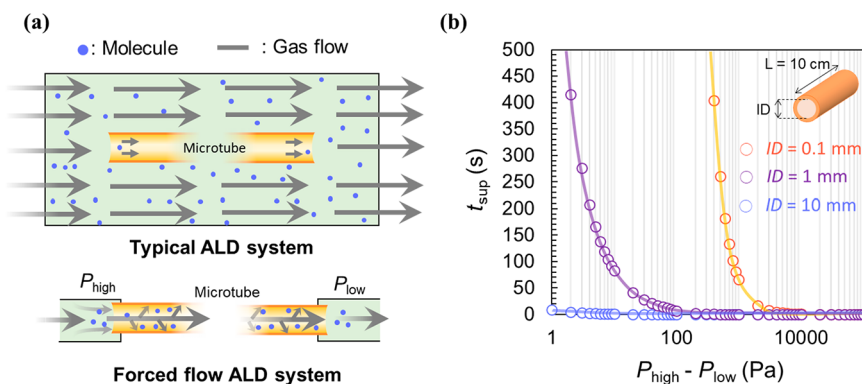 (a)
: Molecule
: Gas flow
Microtube
Typical ALD system
P_high
Microtube
P_low
Forced flow ALD system
(b)
500
450
400
350
300
250
200
150
100
50
0
t_sup (s)
L = 10 cm
ID
ID = 0.1 mm
ID = 1 mm
ID = 10 mm
1
100
10000
P_high - P_low (Pa)